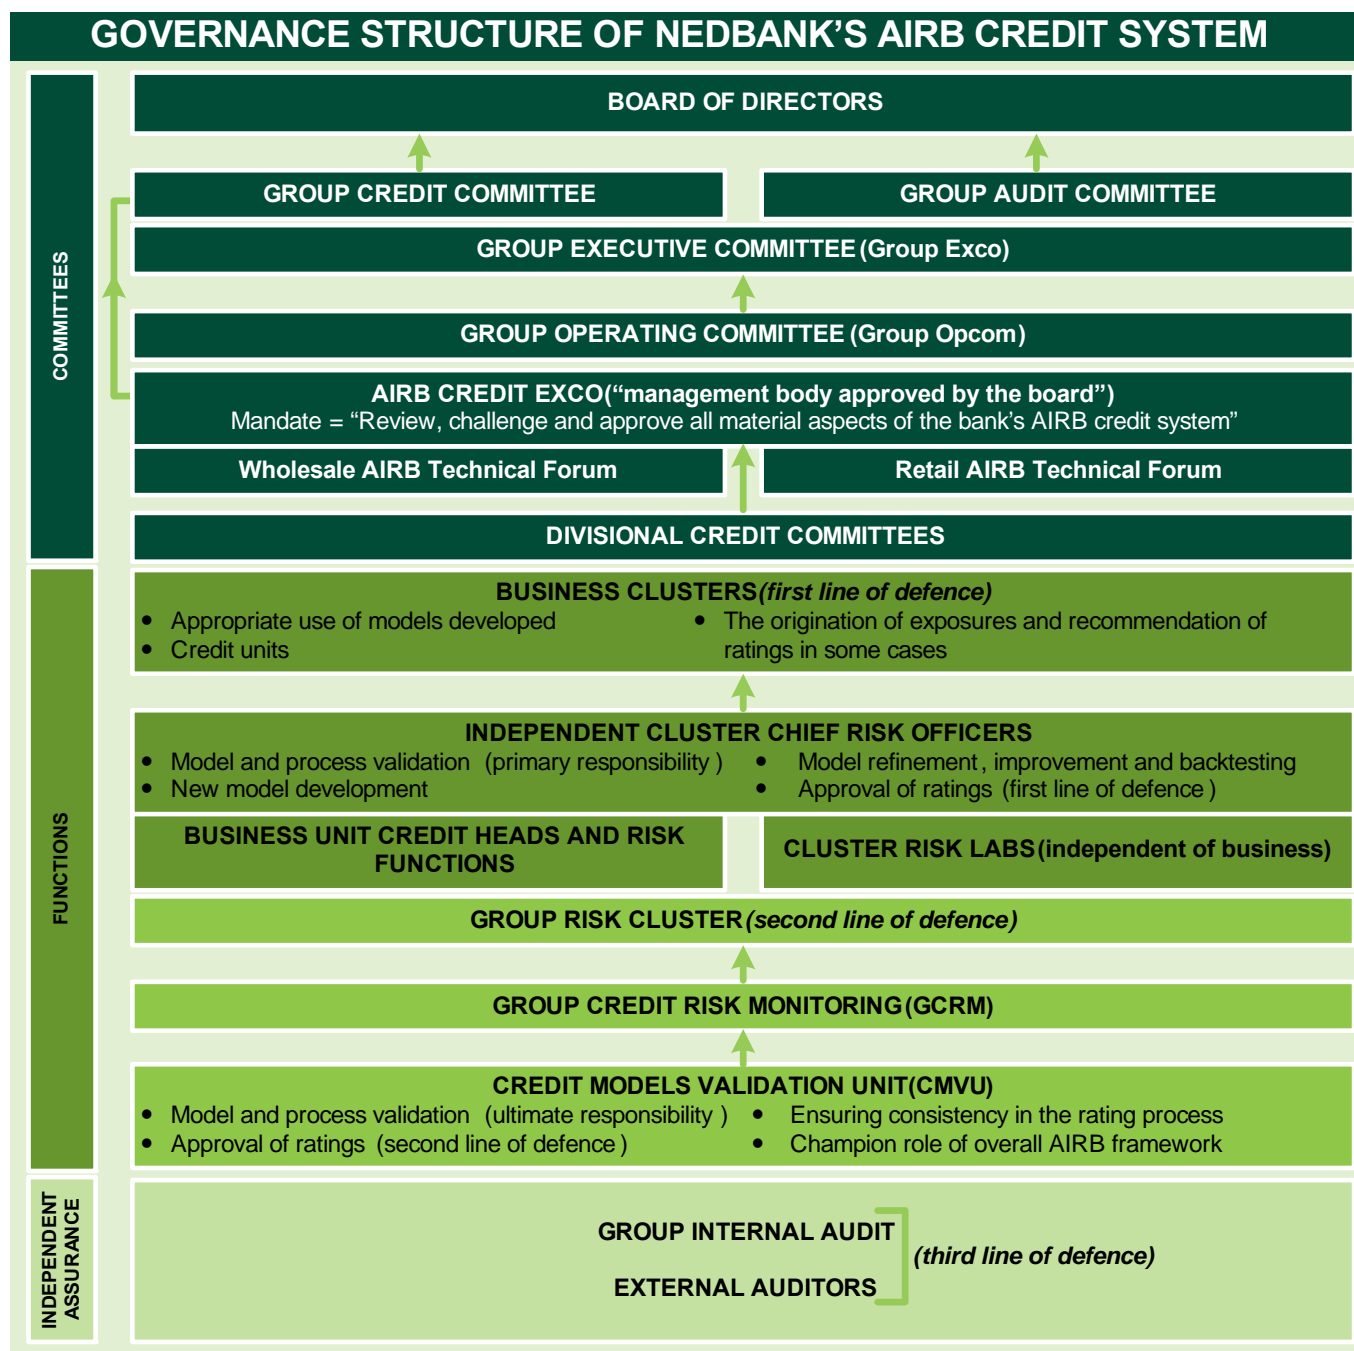 GOVERNANCE STRUCTURE OF NEDBANK'S AIRB CREDIT SYSTEM
COMMITTEES
BOARD OF DIRECTORS
GROUP CREDIT COMMITTEE
GROUP AUDIT COMMITTEE
GROUP EXECUTIVE COMMITTEE (Group Exco)
GROUP OPERATING COMMITTEE (Group Opcom)
AIRB CREDIT EXCO(“management body approved by the board”)
Mandate = “Review, challenge and approve all material aspects of the bank's AIRB credit system”
Wholesale AIRB Technical Forum
Retail AIRB Technical Forum
DIVISIONAL CREDIT COMMITTEES
FUNCTIONS
BUSINESS CLUSTERS(first line of defence)
• Appropriate use of models developed
• Credit units
• The origination of exposures and recommendation of
ratings in some cases
INDEPENDENT CLUSTER CHIEF RISK OFFICERS
• Model and process validation (primary responsibility )
• New model development
• Model refinement, improvement and backtesting
• Approval of ratings (first line of defence )
BUSINESS UNIT CREDIT HEADS AND RISK
FUNCTIONS
CLUSTER RISK LABS(independent of business)
GROUP RISK CLUSTER(second line of defence)
GROUP CREDIT RISK MONITORING(GCRM)
CREDIT MODELS VALIDATION UNIT(CMVU)
• Model and process validation (ultimate responsibility )
• Approval of ratings (second line of defence )
• Ensuring consistency in the rating process
• Champion role of overall AIRB framework
INDEPENDENT
ASSURANCE
GROUP INTERNAL AUDIT
(third line of defence)
EXTERNAL AUDITORS